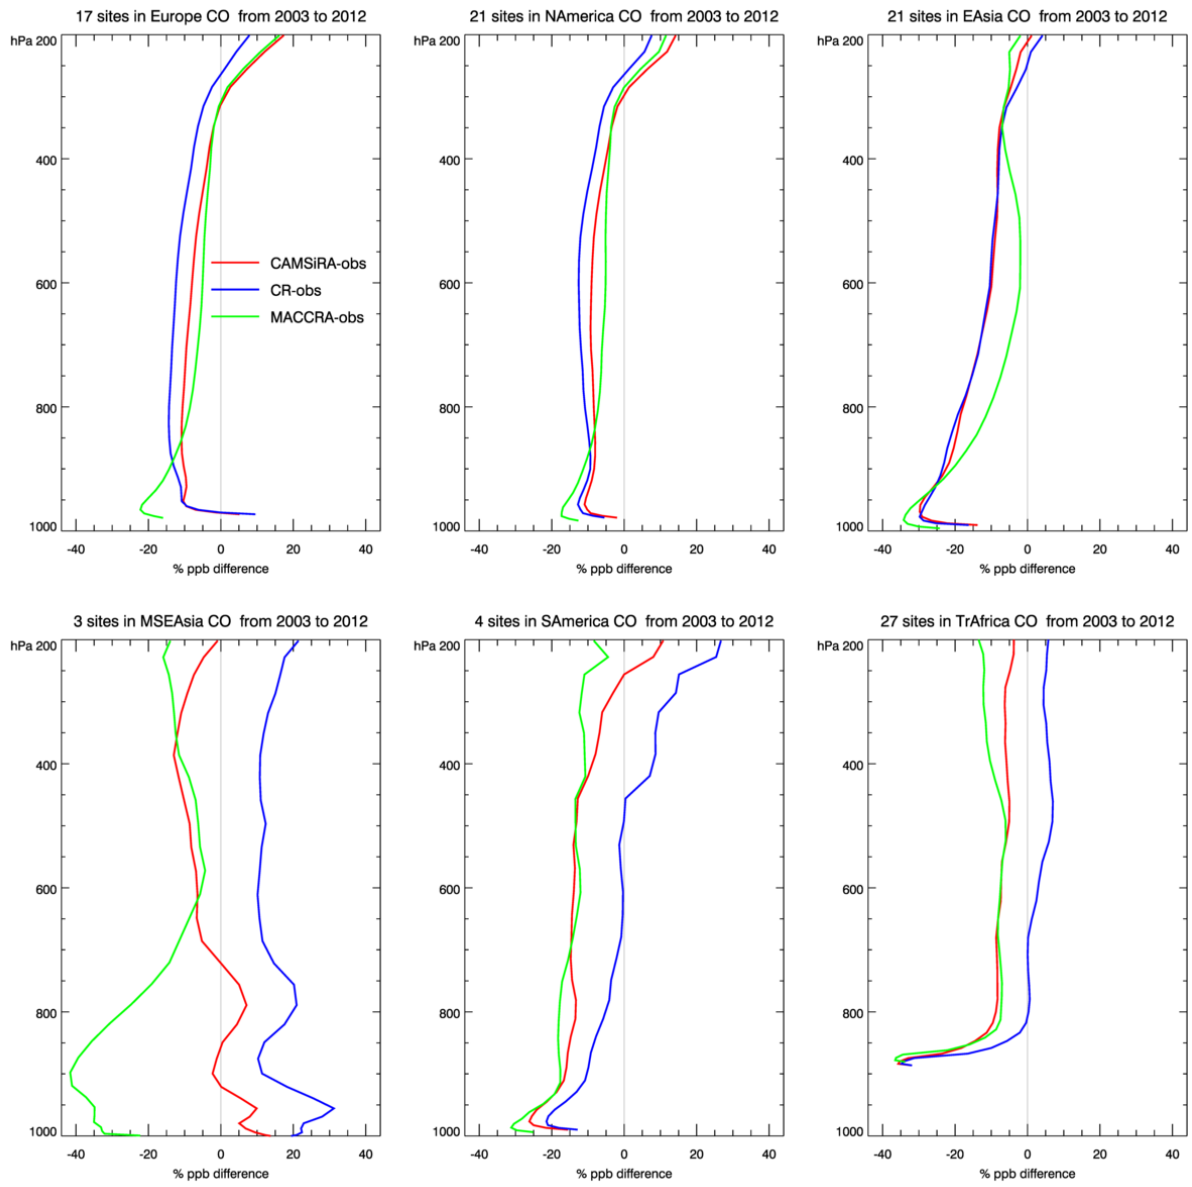 17 sites in Europe CO from 2003 to 2012
hPa 200
400
600
800
1000
-40 -20 0 20 40
% ppb difference
CAMSiRA-obs
CR-obs
MACCRA-obs
21 sites in NAmerica CO from 2003 to 2012
hPa 200
400
600
800
1000
-40 -20 0 20 40
% ppb difference
21 sites in EAsia CO from 2003 to 2012
hPa 200
400
600
800
1000
-40 -20 0 20 40
% ppb difference
3 sites in MSEAsia CO from 2003 to 2012
hPa 200
400
600
800
1000
-40 -20 0 20 40
% ppb difference
4 sites in SAmerica CO from 2003 to 2012
hPa 200
400
600
800
1000
-40 -20 0 20 40
% ppb difference
27 sites in TrAfrica CO from 2003 to 2012
hPa 200
400
600
800
1000
-40 -20 0 20 40
% ppb difference